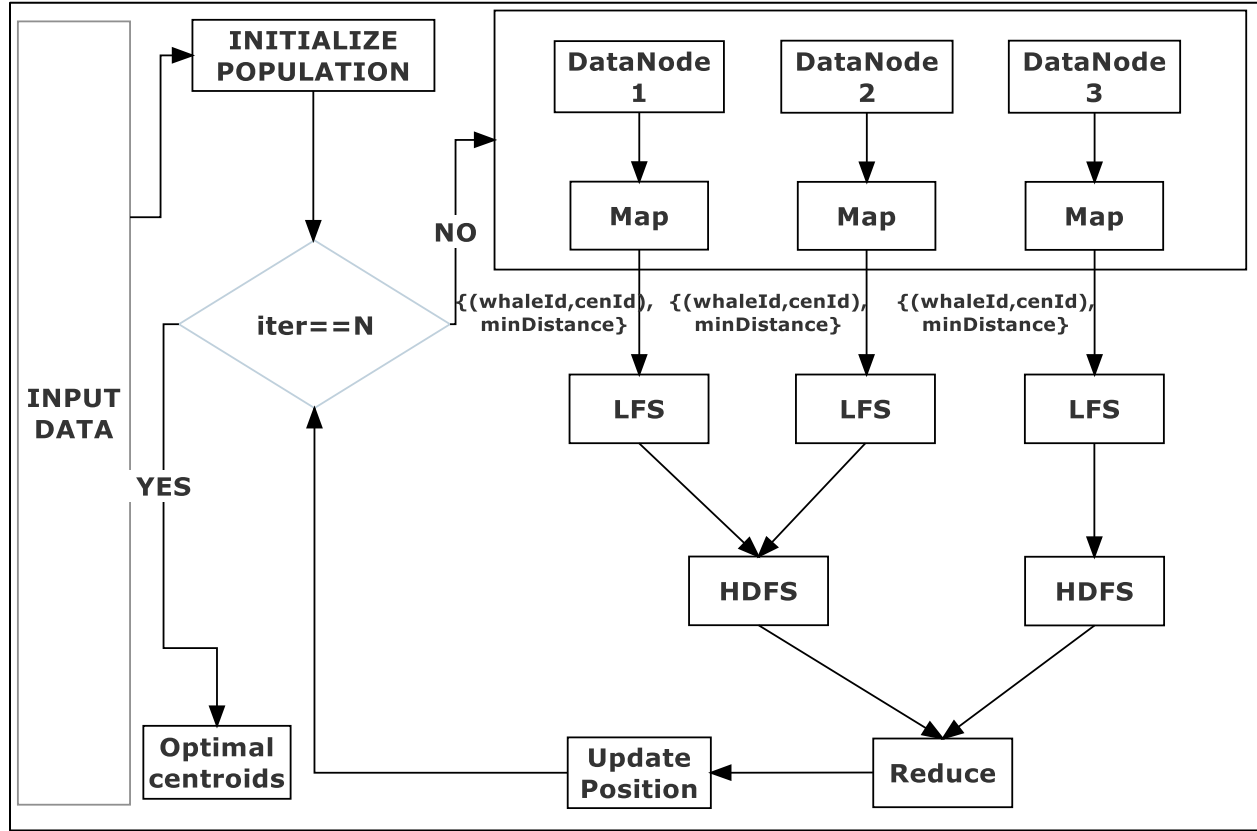 INITIALIZE
POPULATION
DataNode
1
DataNode
2
DataNode
3
Map
Map
Map
NO
{(whaleId,cenId),
minDistance}
{(whaleId,cenId),
minDistance}
{(whaleId,cenId),
minDistance}
iter==N
INPUT
DATA
LFS
LFS
LFS
YES
HDFS
HDFS
Optimal
centroids
Update
Position
Reduce